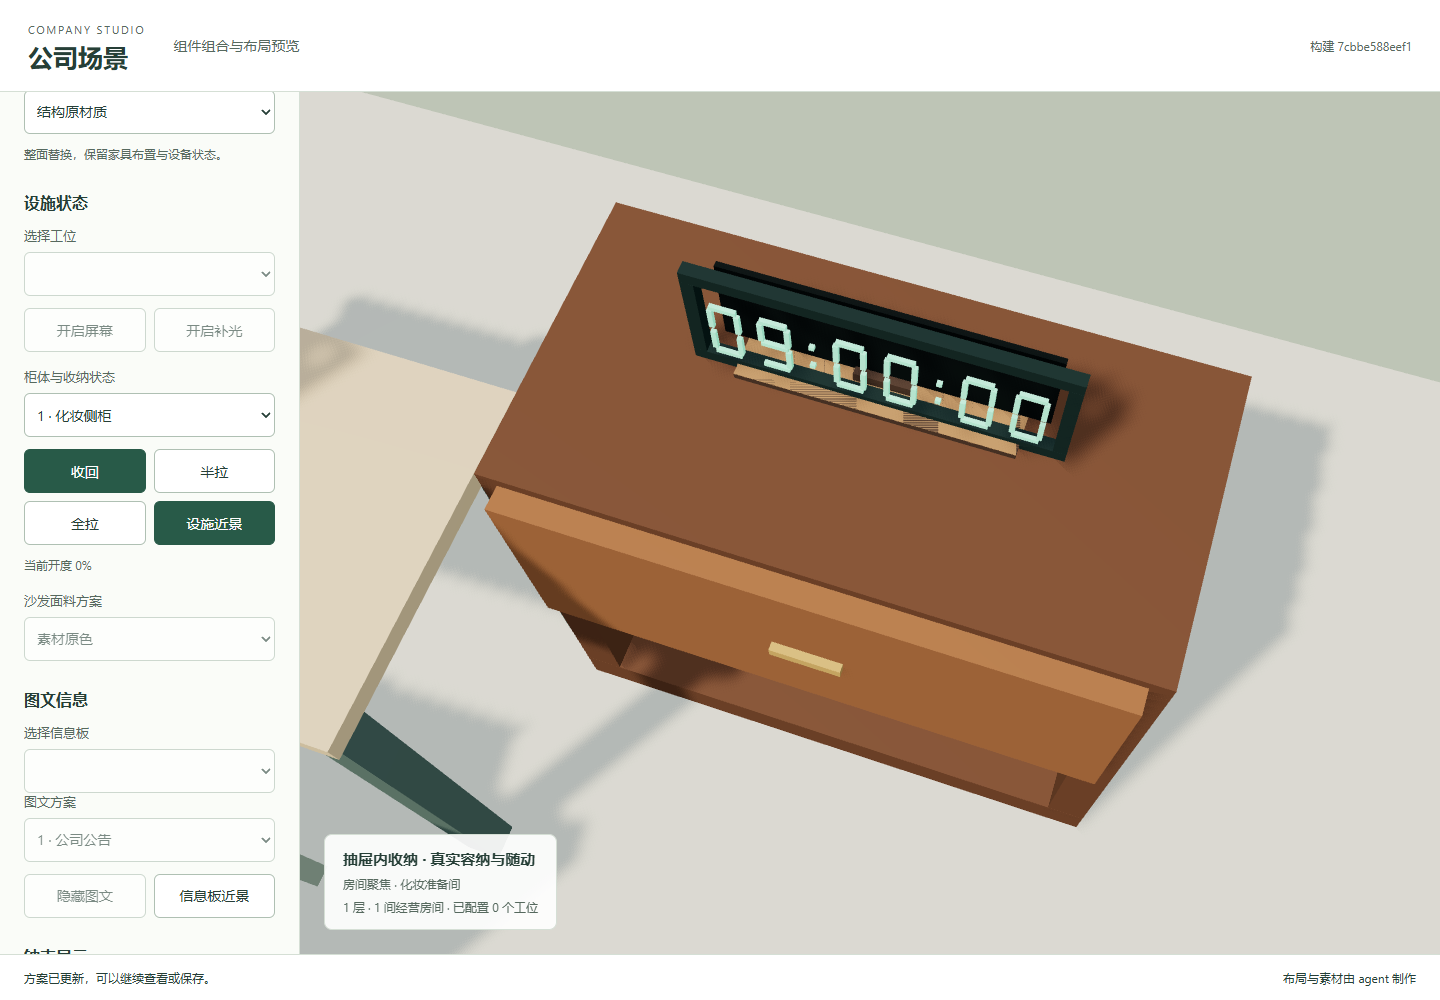 COMPANY STUDIO
公司场景
组件组合与布局预览
构建 7cbbe588eef1
结构原材质
整面替换，保留家具布置与设备状态。
设施状态
选择工位
开启屏幕
开启补光
柜体与收纳状态
1 · 化妆侧柜
收回
半拉
全拉
设施近景
当前开度 0%
沙发面料方案
素材原色
图文信息
选择信息板
图文方案
1 · 公司公告
隐藏图文
信息板近景
09:00:00
抽屉内收纳 · 真实容纳与随动
房间聚焦 · 化妆准备间
1 层 · 1 间经营房间 · 已配置 0 个工位
方案已更新，可以继续查看或保存。
布局与素材由 agent 制作